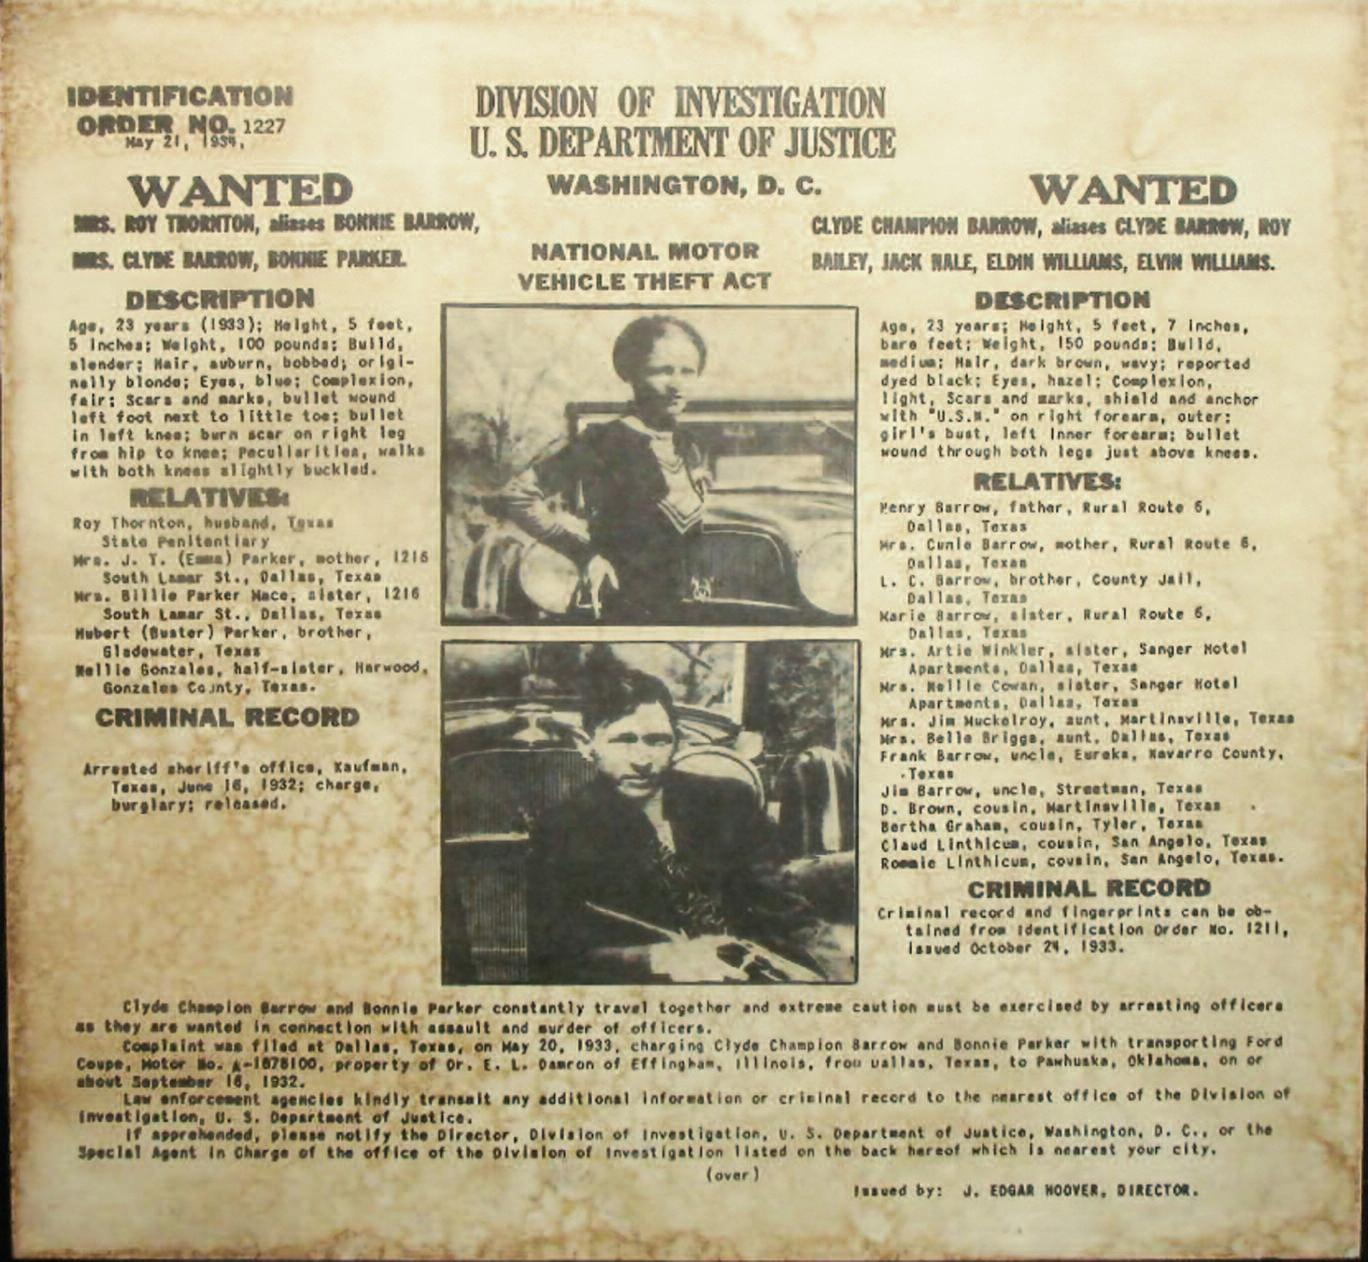 IDENTIFICATION
ORDER NO. 1227
May 21, 1934.
DIVISION OF INVESTIGATION
U. S. DEPARTMENT OF JUSTICE
WASHINGTON, D. C.
NATIONAL MOTOR
VEHICLE THEFT ACT
WANTED
MRS. ROY THORNTON, aliases BONNIE BARROW,
MRS. CLYDE BARROW, BONNIE PARKER.
DESCRIPTION
Age, 23 years (1933); Height, 5 feet,
5 inches; Weight, 100 pounds; Build,
slender; Hair, auburn, bobbed; origi-
nally blonde; Eyes, blue; Complexion,
fair; Scars and marks, bullet wound
left foot next to little toe; bullet
in left knee; burn scar on right leg
from hip to knee; Peculiarities, walks
with both knees slightly buckled.
RELATIVES:
Roy Thornton, husband, Texas
State Penitentiary
Mrs. J. T. (Emma) Parker, mother, 1216
South Lamar St., Dallas, Texas
Mrs. Billie Parker Mace, sister, 1216
South Lamar St., Dallas, Texas
Hubert (Buster) Parker, brother,
Gladewater, Texas
Nellie Gonzales, half-sister, Harwood,
Gonzales County, Texas.
CRIMINAL RECORD
Arrested sheriff's office, Kaufman,
Texas, June 16, 1932; charge,
burglary; released.
WANTED
CLYDE CHAMPION BARROW, aliases CLYDE BARROW, ROY
BAILEY, JACK HALE, ELDIN WILLIAMS, ELVIN WILLIAMS.
DESCRIPTION
Age, 23 years; Height, 5 feet, 7 inches,
bare feet; Weight, 150 pounds; Build,
medium; Hair, dark brown, wavy; reported
dyed black; Eyes, hazel; Complexion,
light, Scars and marks, shield and anchor
with "U.S.N." on right forearm, outer;
girl's bust, left inner forearm; bullet
wound through both legs just above knees.
RELATIVES:
Henry Barrow, father, Rural Route 6,
Dallas, Texas
Mrs. Cunie Barrow, mother, Rural Route 6,
Dallas, Texas
L. C. Barrow, brother, County Jail,
Dallas, Texas
Marie Barrow, sister, Rural Route 6,
Dallas, Texas
Mrs. Artie Winkler, sister, Sanger Hotel
Apartments, Dallas, Texas
Mrs. Nellie Cowan, sister, Sanger Hotel
Apartments, Dallas, Texas
Mrs. Jim Muckelroy, aunt, Martinsville, Texas
Mrs. Belle Briggs, aunt, Dallas, Texas
Frank Barrow, uncle, Eureka, Navarro County,
Texas
Jim Barrow, uncle, Streetman, Texas
D. Brown, cousin, Martinsville, Texas
Bertha Graham, cousin, Tyler, Texas
Claud Linthicum, cousin, San Angelo, Texas
Rommie Linthicum, cousin, San Angelo, Texas.
CRIMINAL RECORD
Criminal record and fingerprints can be ob-
tained from Identification Order No. 1211,
issued October 24, 1933.
Clyde Champion Barrow and Bonnie Parker constantly travel together and extreme caution must be exercised by arresting officers
as they are wanted in connection with assault and murder of officers.
Complaint was filed at Dallas, Texas, on May 20, 1933, charging Clyde Champion Barrow and Bonnie Parker with transporting Ford
Coupe, Motor No. A-1878100, property of Dr. E. L. Damron of Effingham, Illinois, from Dallas, Texas, to Pawhuska, Oklahoma, on or
about September 16, 1932.
Law enforcement agencies kindly transmit any additional information or criminal record to the nearest office of the Division of
Investigation, U. S. Department of Justice.
If apprehended, please notify the Director, Division of Investigation, U. S. Department of Justice, Washington, D. C., or the
Special Agent in Charge of the office of the Division of Investigation listed on the back hereof which is nearest your city.
(over)
Issued by: J. EDGAR HOOVER, DIRECTOR.